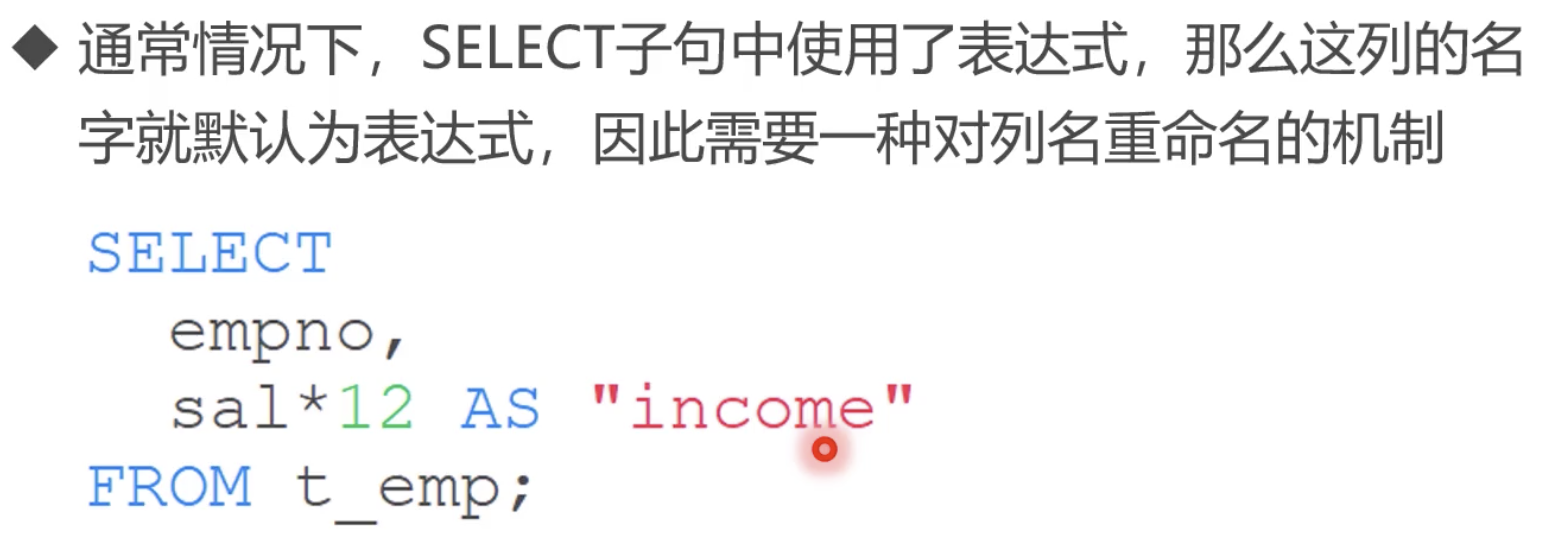 通常情况下，SELECT子句中使用了表达式，那么这列的名
字就默认为表达式，因此需要一种对列名重命名的机制
SELECT
empno,
sal*12 AS "income"
FROM t_emp;